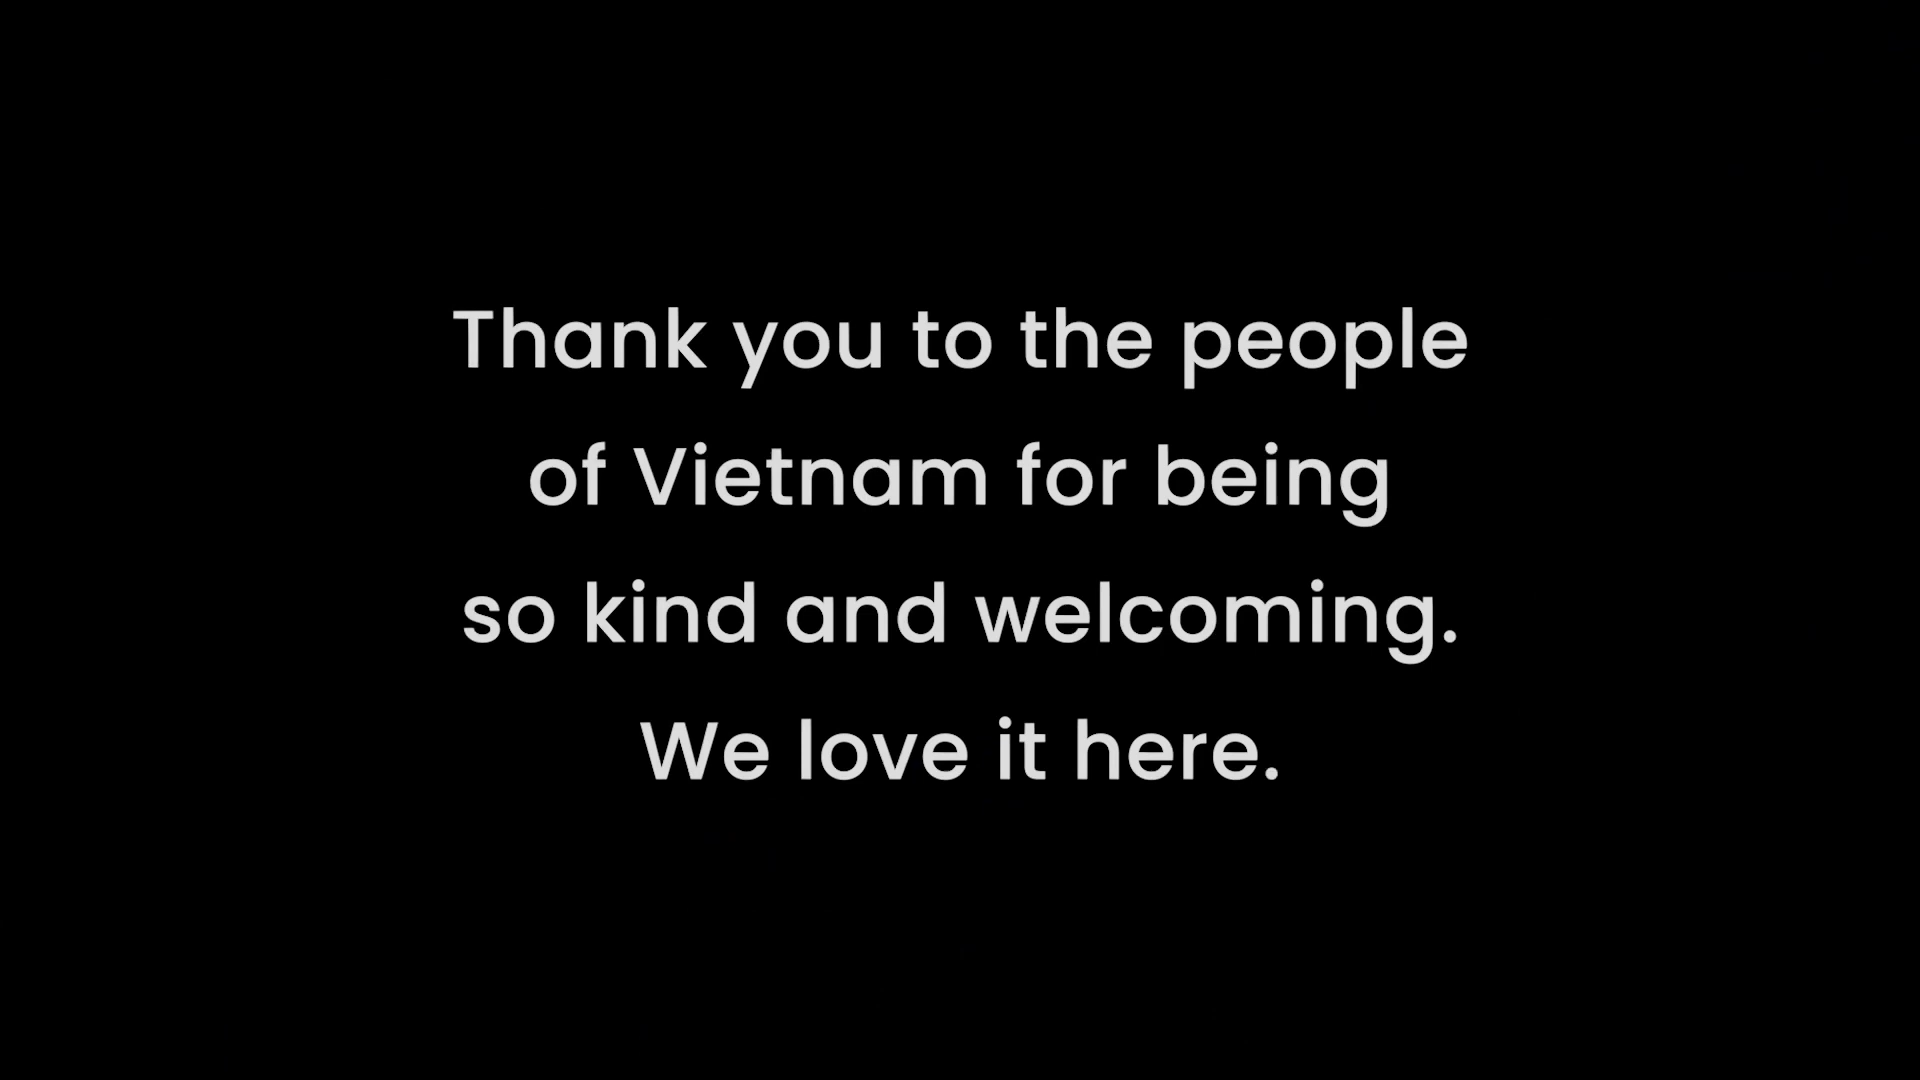 Thank you to the people
of Vietnam for being
so kind and welcoming.
We love it here.